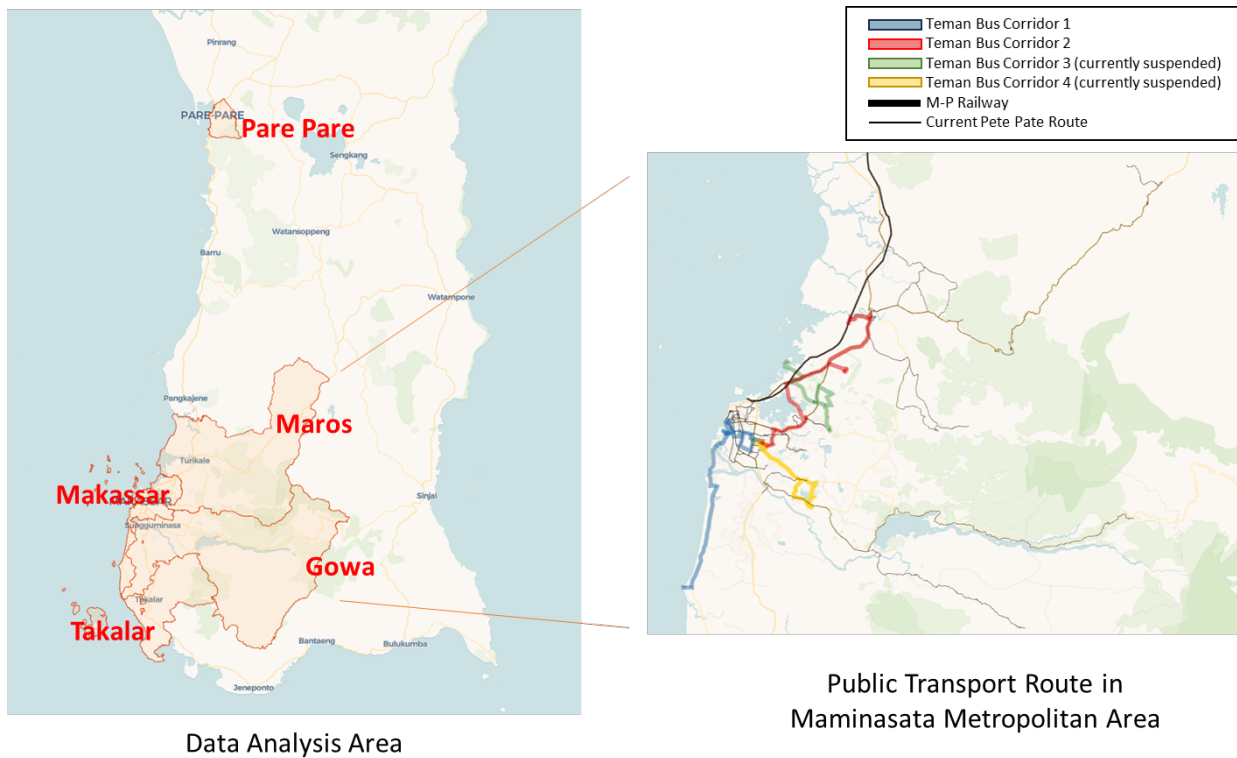 Pinrang
PARE-PARE
Pare Pare
Sengkang
Watansoppeng
Barru
Watampone
Pangkajene
Maros
Turikale
Makassar
Sungguminasa
Sinjai
Gowa
Takalar
Takalar
Bantaeng
Bulukumba
Jeneponto
Data Analysis Area
Teman Bus Corridor 1
Teman Bus Corridor 2
Teman Bus Corridor 3 (currently suspended)
Teman Bus Corridor 4 (currently suspended)
M-P Railway
Current Pete Pate Route
Public Transport Route in
Maminasata Metropolitan Area